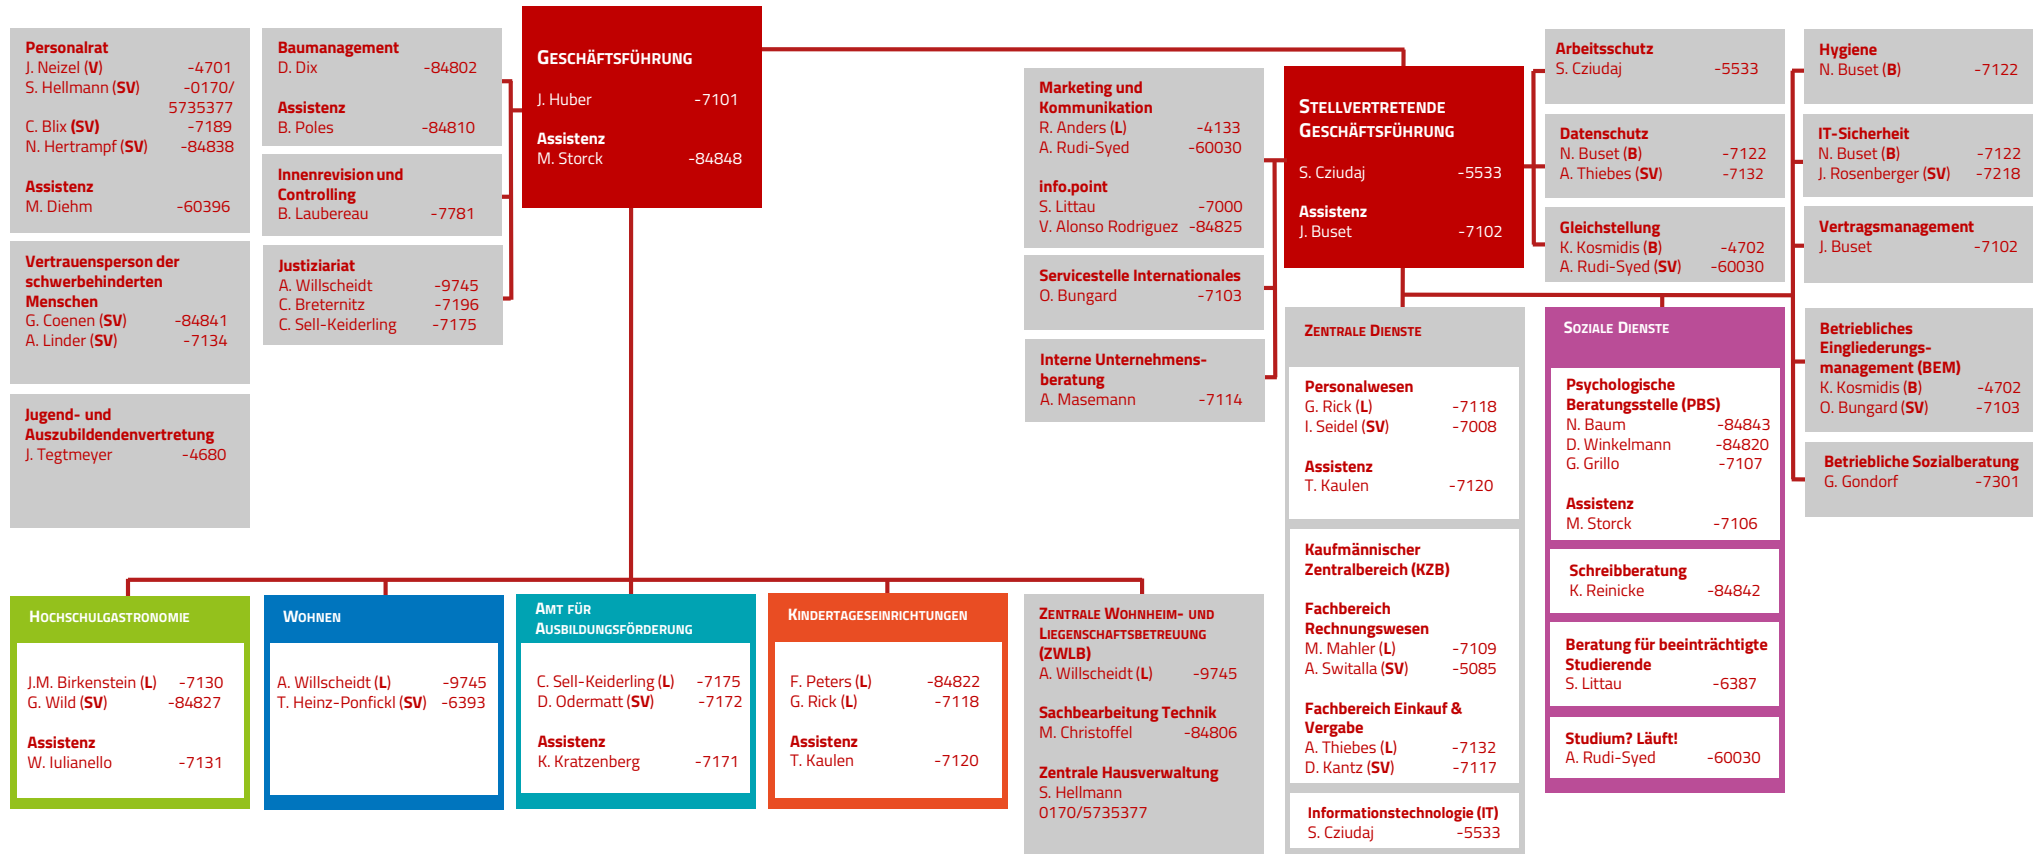 Personalrat
J. Neizel (V) -4701
S. Hellmann (SV) -0170/
5735377
C. Blix (SV) -7189
N. Hertrampf (SV) -84838
Assistenz
M. Diehm -60396
Vertrauensperson der
schwerbehinderten
Menschen
G. Coenen (SV) -84841
A. Linder (SV) -7134
Jugend- und
Auszubildendenvertretung
J. Tegtmeyer -4680
Baumanagement
D. Dix -84802
Assistenz
B. Poles -84810
Innenrevision und
Controlling
B. Laubereau -7781
Justiziariat
A. Willscheidt -9745
C. Breternitz -7196
C. Sell-Keiderling -7175
Geschäftsführung
J. Huber -7101
Assistenz
M. Storck -84848
Marketing und
Kommunikation
R. Anders (L) -4133
A. Rudi-Syed -60030
info.point
S. Littau -7000
V. Alonso Rodriguez -84825
Servicestelle Internationales
O. Bungard -7103
Interne Unternehmens-
beratung
A. Masemann -7114
Stellvertretende
Geschäftsführung
S. Cziudaj -5533
Assistenz
J. Buset -7102
Arbeitsschutz
S. Cziudaj -5533
Datenschutz
N. Buset (B) -7122
A. Thiebes (SV) -7132
Gleichstellung
K. Kosmidis (B) -4702
A. Rudi-Syed (SV) -60030
Hygiene
N. Buset (B) -7122
IT-Sicherheit
N. Buset (B) -7122
J. Rosenberger (SV) -7218
Vertragsmanagement
J. Buset -7102
Betriebliches
Eingliederungs-
management (BEM)
K. Kosmidis (B) -4702
O. Bungard (SV) -7103
Betriebliche Sozialberatung
G. Gondorf -7301
Zentrale Dienste
Personalwesen
G. Rick (L) -7118
I. Seidel (SV) -7008
Assistenz
T. Kaulen -7120
Kaufmännischer
Zentralbereich (KZB)
Fachbereich
Rechnungswesen
M. Mahler (L) -7109
A. Switalla (SV) -5085
Fachbereich Einkauf &
Vergabe
A. Thiebes (L) -7132
D. Kantz (SV) -7117
Informationstechnologie (IT)
S. Cziudaj -5533
Soziale Dienste
Psychologische
Beratungsstelle (PBS)
N. Baum -84843
D. Winkelmann -84820
G. Grillo -7107
Assistenz
M. Storck -7106
Schreibberatung
K. Reinicke -84842
Beratung für beeinträchtigte
Studierende
S. Littau -6387
Studium? Läuft!
A. Rudi-Syed -60030
Hochschulgastronomie
J.M. Birkenstein (L) -7130
G. Wild (SV) -84827
Assistenz
W. Iulianello -7131
Wohnen
A. Willscheidt (L) -9745
T. Heinz-Ponfickl (SV) -6393
Amt für
Ausbildungsförderung
C. Sell-Keiderling (L) -7175
D. Odermatt (SV) -7172
Assistenz
K. Kratzenberg -7171
Kindertageseinrichtungen
F. Peters (L) -84822
G. Rick (L) -7118
Assistenz
T. Kaulen -7120
Zentrale Wohnheim- und
Liegenschaftsbetreuung
(ZWLB)
A. Willscheidt (L) -9745
Sachbearbeitung Technik
M. Christoffel -84806
Zentrale Hausverwaltung
S. Hellmann
0170/5735377